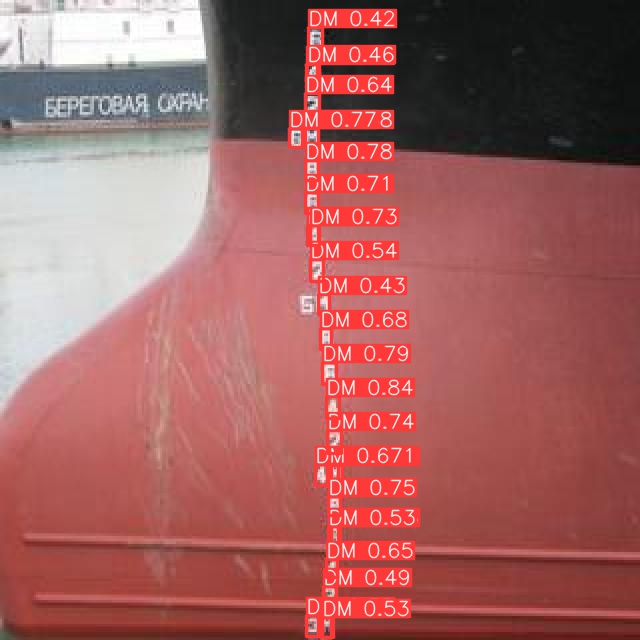 DM 0.42
DM 0.46
DM 0.64
БЕРЕГОВАЯ ОХРАН
DM 0.778
DM 0.78
DM 0.71
DM 0.73
DM 0.54
DM 0.43
DM 0.68
DM 0.79
DM 0.84
DM 0.74
DM 0.671
DM 0.75
DM 0.53
DM 0.65
DM 0.49
D DM 0.53